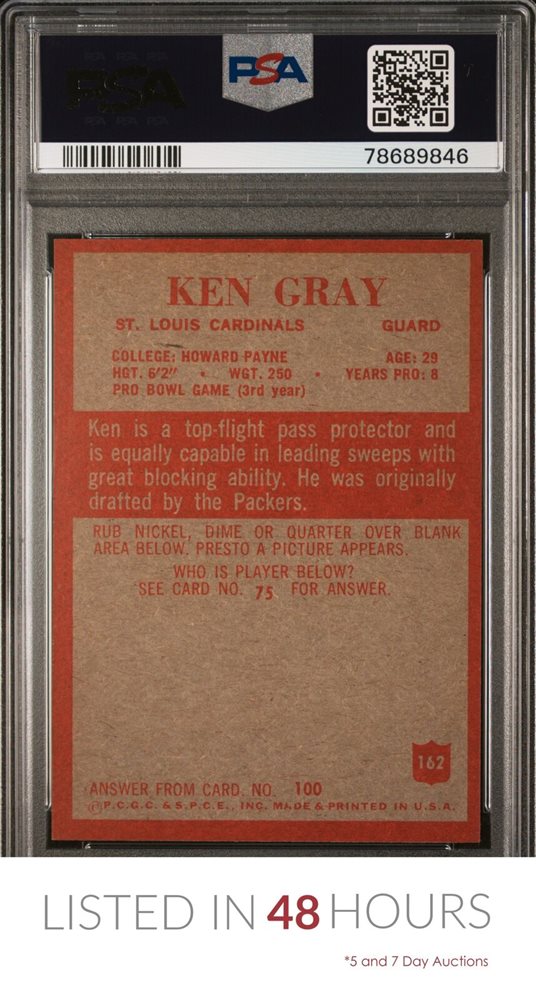 PSA
PSA
78689846
KEN GRAY
ST. LOUIS CARDINALS GUARD
COLLEGE: HOWARD PAYNE AGE: 29
HGT. 6'2" • WGT. 250 • YEARS PRO: 8
PRO BOWL GAME (3rd year)
Ken is a top-flight pass protector and
is equally capable in leading sweeps with
great blocking ability. He was originally
drafted by the Packers.
RUB NICKEL, DIME OR QUARTER OVER BLANK
AREA BELOW. PRESTO A PICTURE APPEARS.
WHO IS PLAYER BELOW?
SEE CARD NO. 75 FOR ANSWER.
162
ANSWER FROM CARD. NO. 100
©P.C.G.C. & S.P.C.E., INC. MADE & PRINTED IN U.S.A.
LISTED IN 48 HOURS
*5 and 7 Day Auctions